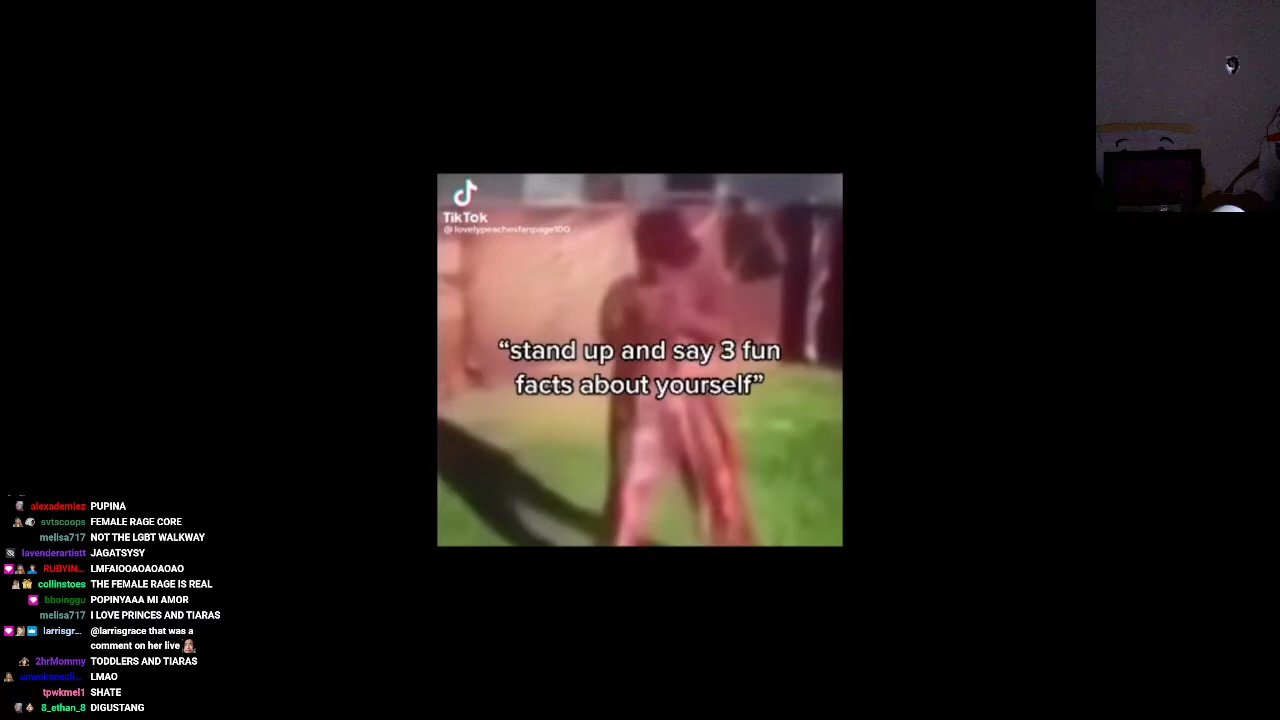 TikTok
@lovelypeachesfanpage100
“stand up and say 3 fun
facts about yourself”
alexademiez PUPINA
svtscoops FEMALE RAGE CORE
melisa717 NOT THE LGBT WALKWAY
lavenderartistt JAGATSYSY
RUBYIN... LMFAIOOAOAOAOAO
collinstoes THE FEMALE RAGE IS REAL
bboinggu POPINYAAA MI AMOR
melisa717 I LOVE PRINCES AND TIARAS
larrisgr... @larrisgrace that was a
comment on her live
2hrMommy TODDLERS AND TIARAS
LMAO
tpwkmel1 SHATE
8_ethan_8 DIGUSTANG